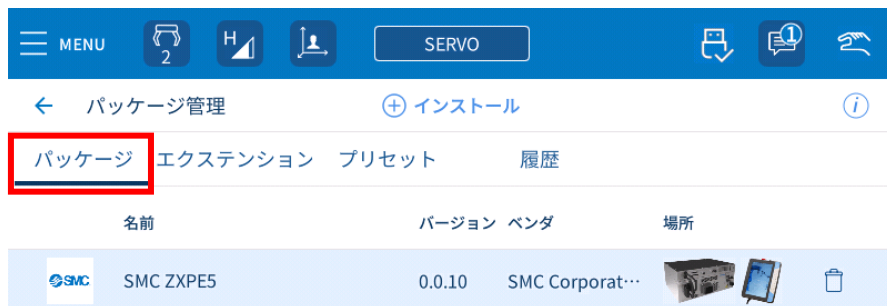 MENU 2 H SERVO 1
← パッケージ管理 + インストール i
パッケージ エクステンション プリセット 履歴
名前 バージョン ベンダ 場所
SMC SMC ZXPE5 0.0.10 SMC Corporat…